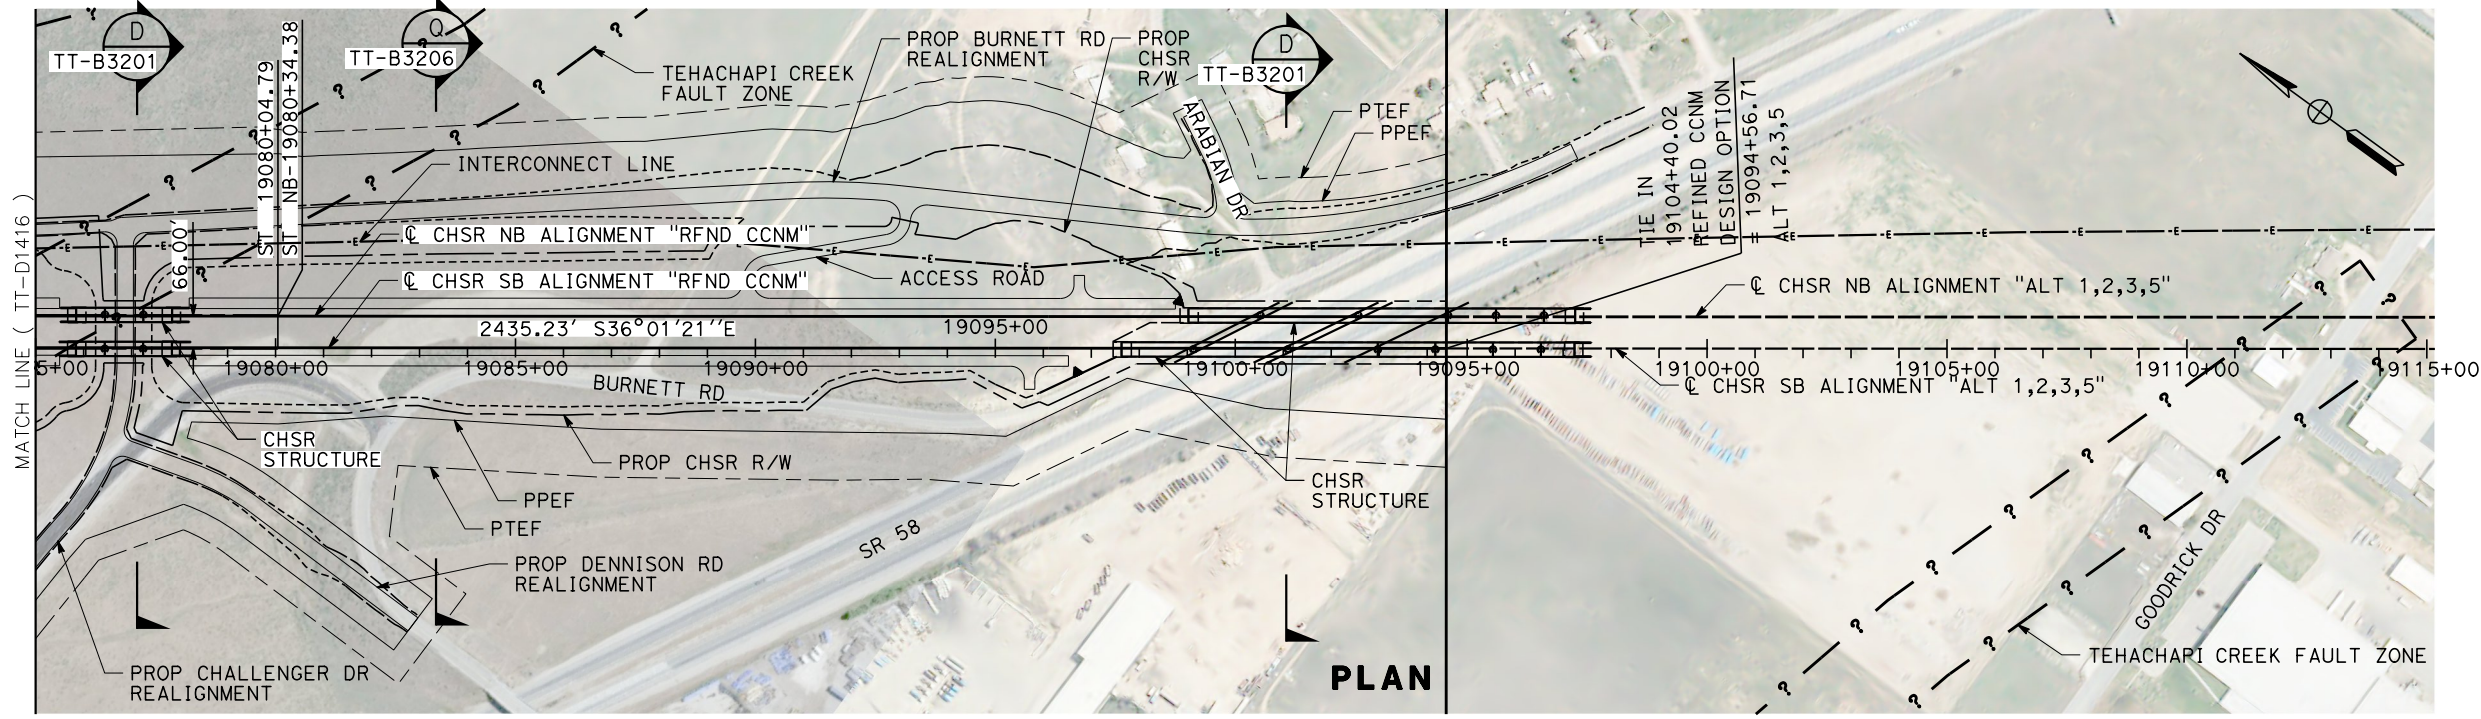 D
TT-B3201
Q
TT-B3206
ST 19080+04.79
ST NB-19080+34.38
TEHACHAPI CREEK
FAULT ZONE
PROP BURNETT RD
REALIGNMENT
PROP
CHSR
R/W
D
TT-B3201
PTEF
PPEF
ARABIAN DR
INTERCONNECT LINE
TIE IN
19104+40.02
REFINED CCNM
DESIGN OPTION
= 19094+56.71
ALT 1,2,3,5
MATCH LINE ( TT-D1416 )
66.00'
℄ CHSR NB ALIGNMENT "RFND CCNM"
℄ CHSR SB ALIGNMENT "RFND CCNM"
ACCESS ROAD
℄ CHSR NB ALIGNMENT "ALT 1,2,3,5"
2435.23' S36°01'21"E
19095+00
5+00
19080+00
19085+00
19090+00
19100+00
19095+00
19100+00
19105+00
19110+00
19115+00
BURNETT RD
℄ CHSR SB ALIGNMENT "ALT 1,2,3,5"
CHSR
STRUCTURE
PROP CHSR R/W
PPEF
PTEF
CHSR
STRUCTURE
SR 58
PROP DENNISON RD
REALIGNMENT
GOODRICK DR
TEHACHAPI CREEK FAULT ZONE
PROP CHALLENGER DR
REALIGNMENT
PLAN